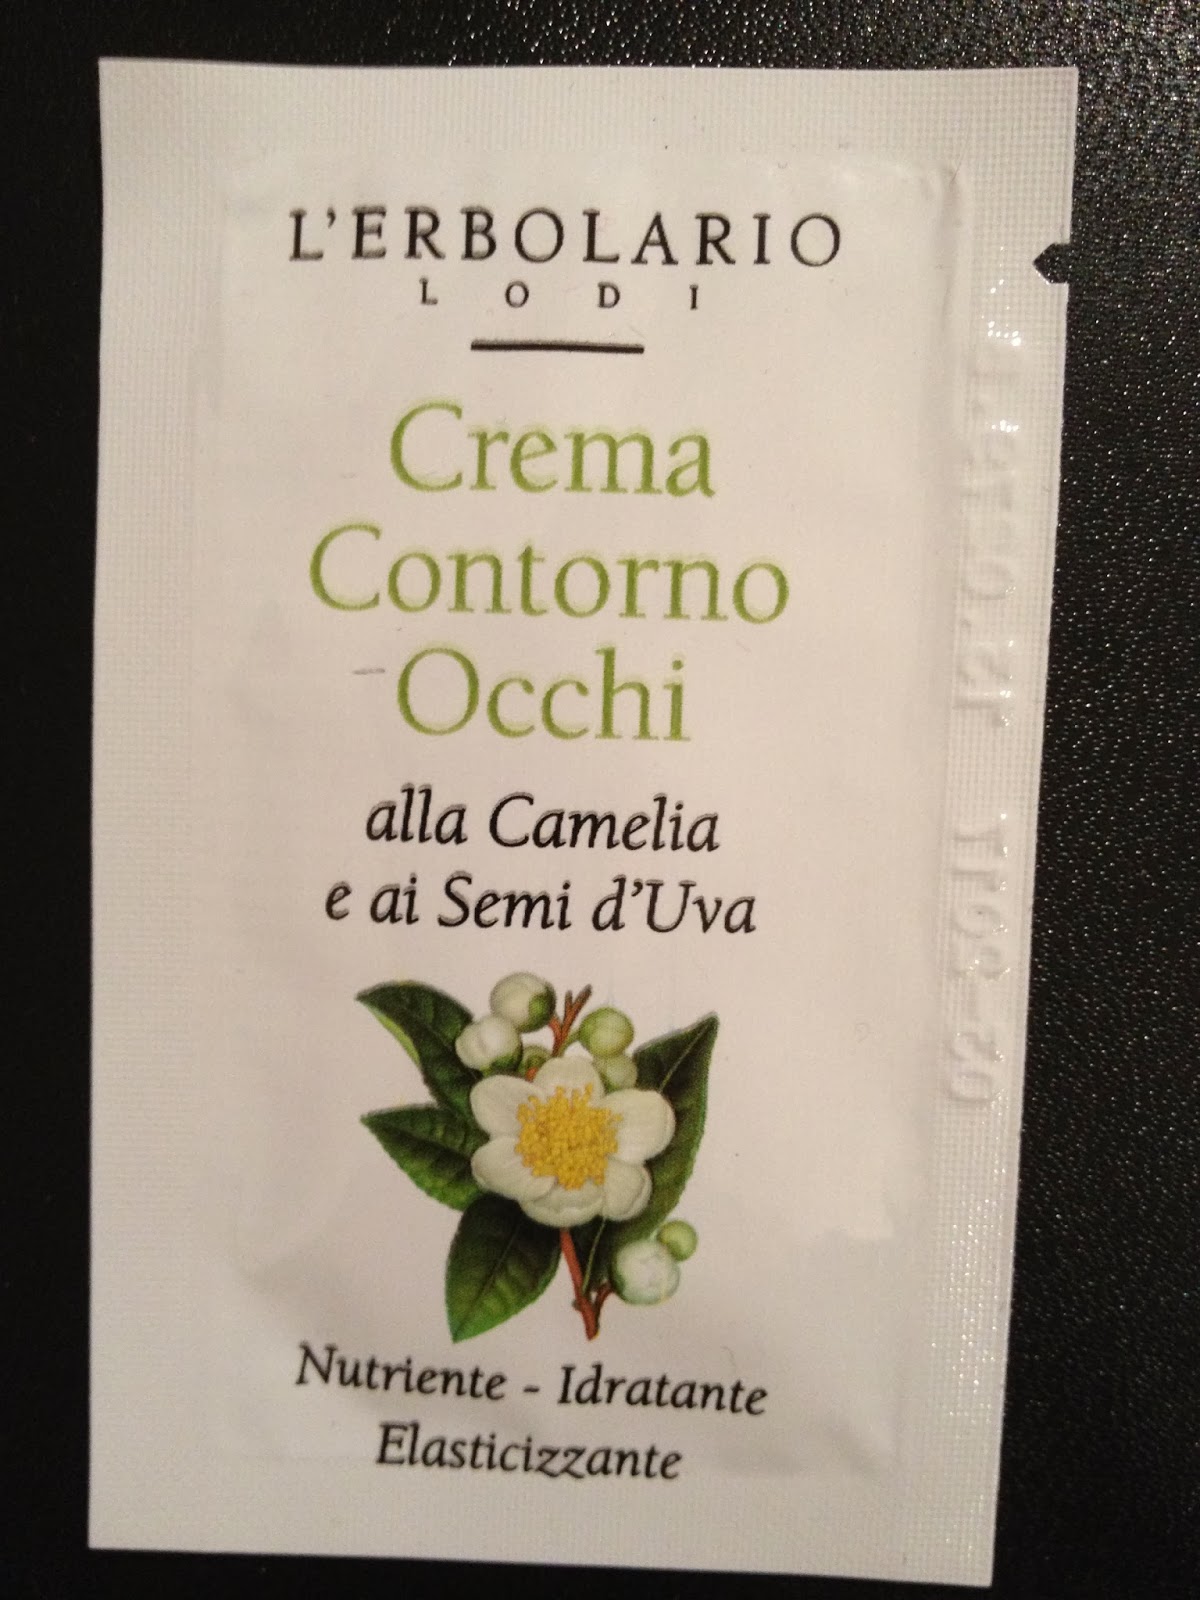 L'ERBOLARIO
LODI
Crema
Contorno
Occhi
alla Camelia
e ai Semi d'Uva
Nutriente - Idratante
Elasticizzante